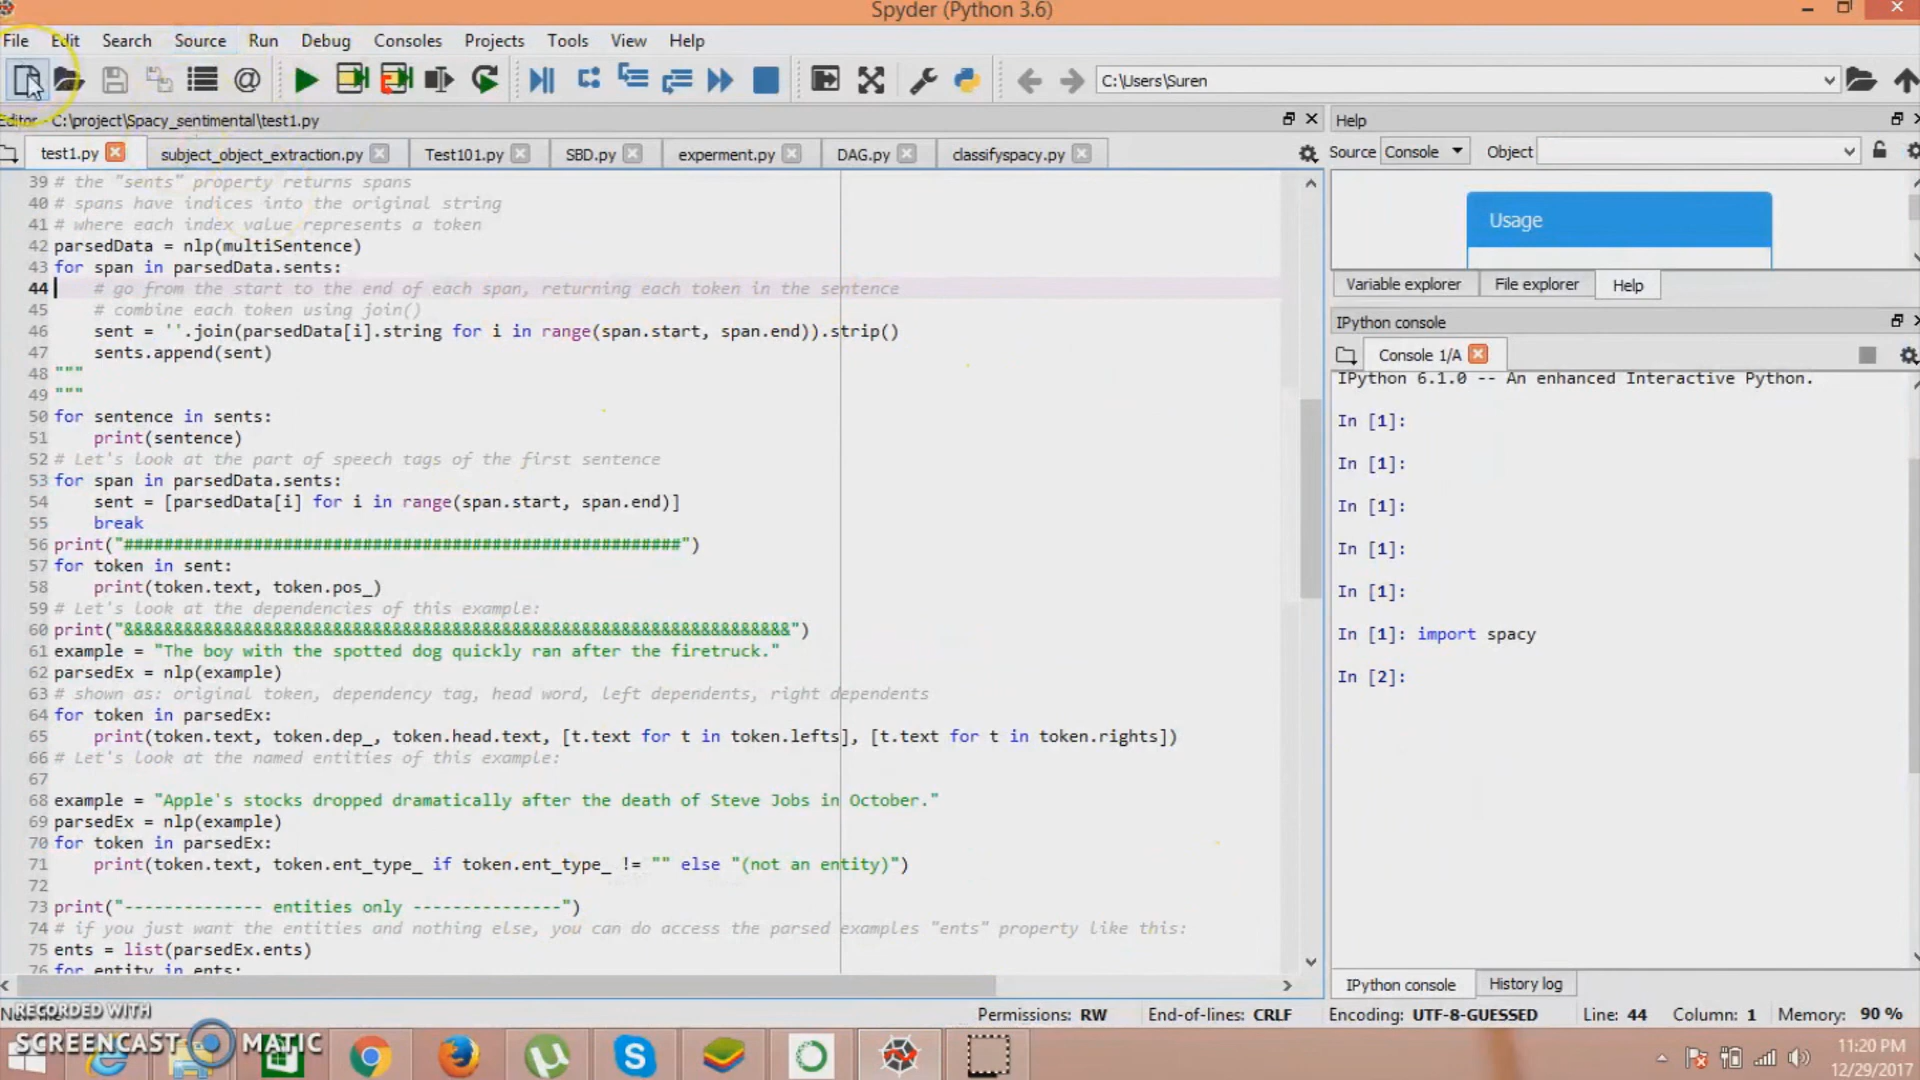 Spyder (Python 3.6)
File Edit Search Source Run Debug Consoles Projects Tools View Help
C:\Users\Suren
Editor - C:\project\Spacy_sentimental\test1.py
Help
test1.py subject_object_extraction.py Test101.py SBD.py experment.py DAG.py classifyspacy.py
Source Console Object
39 # the "sents" property returns spans
40 # spans have indices into the original string
41 # where each index value represents a token
42 parsedData = nlp(multiSentence)
43 for span in parsedData.sents:
44     # go from the start to the end of each span, returning each token in the sentence
45     # combine each token using join()
46     sent = ''.join(parsedData[i].string for i in range(span.start, span.end)).strip()
47     sents.append(sent)
48 """
49 """
50 for sentence in sents:
51     print(sentence)
52 # Let's look at the part of speech tags of the first sentence
53 for span in parsedData.sents:
54     sent = [parsedData[i] for i in range(span.start, span.end)]
55     break
56 print("########################################################")
57 for token in sent:
58     print(token.text, token.pos_)
59 # Let's look at the dependencies of this example:
60 print("&&&&&&&&&&&&&&&&&&&&&&&&&&&&&&&&&&&&&&&&&&&&&&&&&&&&&&&&&&&&&&&&&&&")
61 example = "The boy with the spotted dog quickly ran after the firetruck."
62 parsedEx = nlp(example)
63 # shown as: original token, dependency tag, head word, left dependents, right dependents
64 for token in parsedEx:
65     print(token.text, token.dep_, token.head.text, [t.text for t in token.lefts], [t.text for t in token.rights])
66 # Let's look at the named entities of this example:
67
68 example = "Apple's stocks dropped dramatically after the death of Steve Jobs in October."
69 parsedEx = nlp(example)
70 for token in parsedEx:
71     print(token.text, token.ent_type_ if token.ent_type_ != "" else "(not an entity)")
72
73 print("-------------- entities only ---------------")
74 # if you just want the entities and nothing else, you can do access the parsed examples "ents" property like this:
75 ents = list(parsedEx.ents)
76 for entity in ents:
Usage
Variable explorer File explorer Help
IPython console
Console 1/A
IPython 6.1.0 -- An enhanced Interactive Python.
In [1]:
In [1]:
In [1]:
In [1]:
In [1]:
In [1]: import spacy
In [2]:
IPython console History log
Permissions: RW End-of-lines: CRLF Encoding: UTF-8-GUESSED Line: 44 Column: 1 Memory: 90 %
RECORDED WITH
SCREENCAST MATIC
11:20 PM
12/29/2017